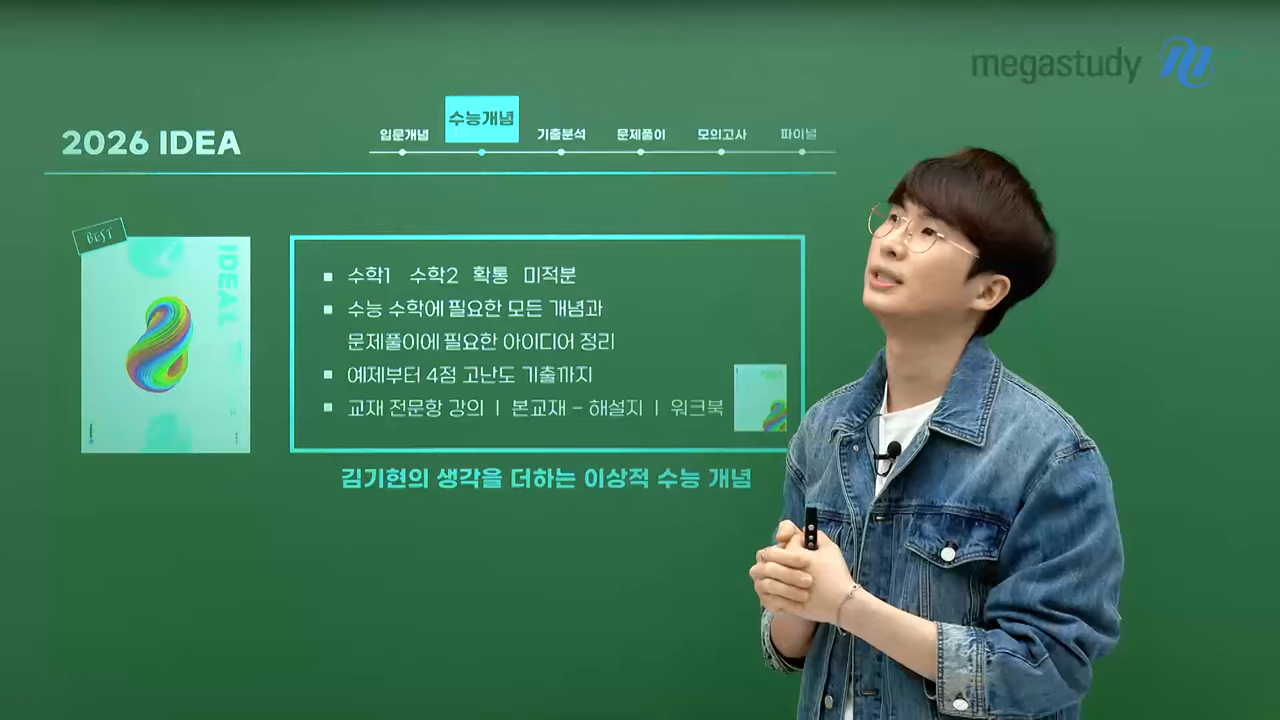 megastudy
2026 IDEA
입문개념 수능개념 기출분석 문제풀이 모의고사 파이널
BEST
IDEA
수학1 수학2 확통 미적분
수능 수학에 필요한 모든 개념과
문제풀이에 필요한 아이디어 정리
예제부터 4점 고난도 기출까지
교재 전문항 강의 | 본교재 - 해설지 | 워크북
김기현의 생각을 더하는 이상적 수능 개념